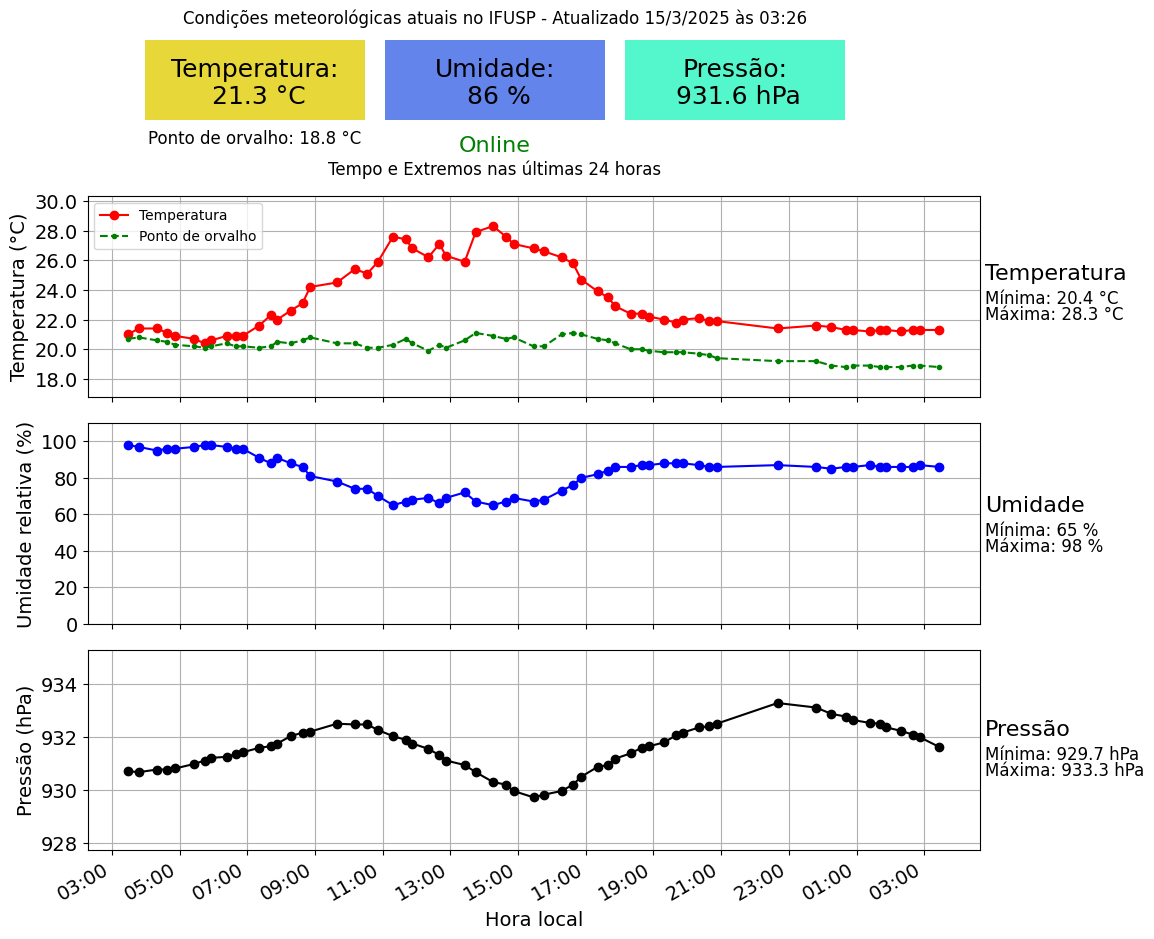 Condições meteorológicas atuais no IFUSP - Atualizado 15/3/2025 às 03:26
Temperatura:
21.3 °C
Umidade:
86 %
Pressão:
931.6 hPa
Ponto de orvalho: 18.8 °C
Online
Tempo e Extremos nas últimas 24 horas
Temperatura (°C)
30.0
28.0
26.0
24.0
22.0
20.0
18.0
Temperatura
Ponto de orvalho
Temperatura
Mínima: 20.4 °C
Máxima: 28.3 °C
Umidade relativa (%)
100
80
60
40
20
0
Umidade
Mínima: 65 %
Máxima: 98 %
Pressão (hPa)
934
932
930
928
Pressão
Mínima: 929.7 hPa
Máxima: 933.3 hPa
03:00 05:00 07:00 09:00 11:00 13:00 15:00 17:00 19:00 21:00 23:00 01:00 03:00
Hora local